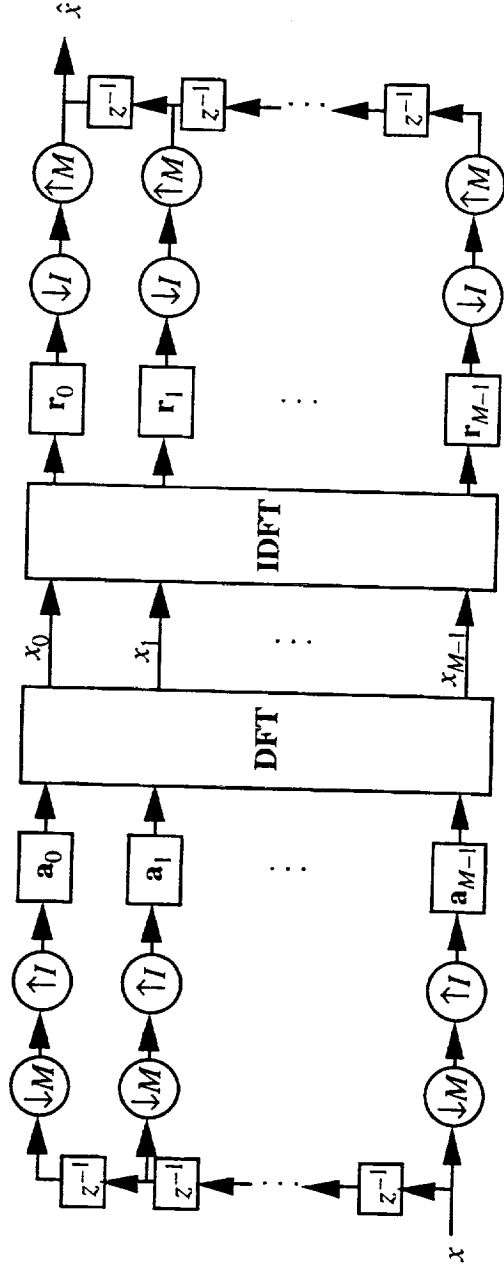 ↓M ↑I a₀ x₀ r₀ ↓I ↑M x̂
z⁻¹ z⁻¹
↓M ↑I a₁ x₁ r₁ ↓I ↑M
z⁻¹ z⁻¹
DFT IDFT
... ... ... ... ... ...
z⁻¹ z⁻¹
x ↓M ↑I a_{M−1} x_{M−1} r_{M−1} ↓I ↑M